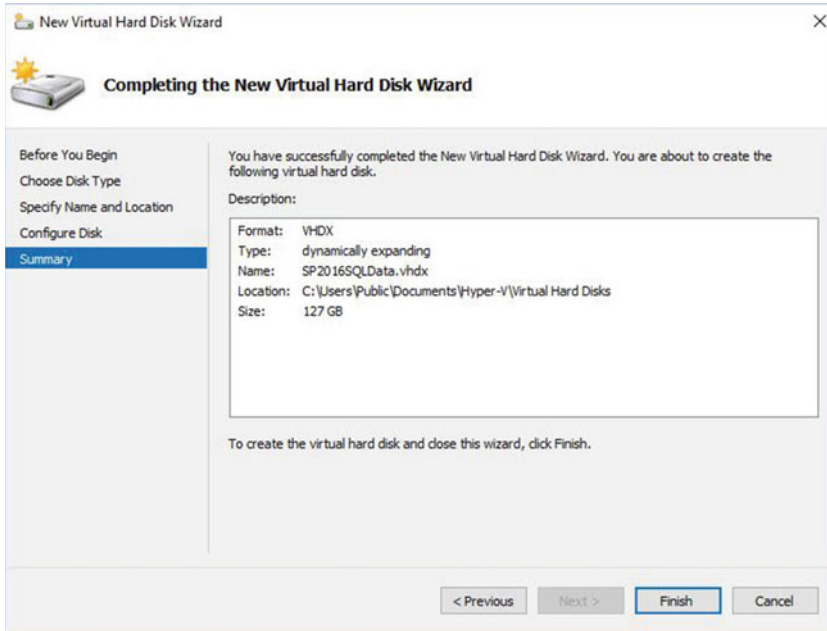 New Virtual Hard Disk Wizard
Completing the New Virtual Hard Disk Wizard
Before You Begin
Choose Disk Type
Specify Name and Location
Configure Disk
Summary
You have successfully completed the New Virtual Hard Disk Wizard. You are about to create the
following virtual hard disk.
Description:
Format: VHDX
Type: dynamically expanding
Name: SP2016SQLData.vhdx
Location: C:\Users\Public\Documents\Hyper-V\Virtual Hard Disks
Size: 127 GB
To create the virtual hard disk and close this wizard, click Finish.
< Previous
Next >
Finish
Cancel